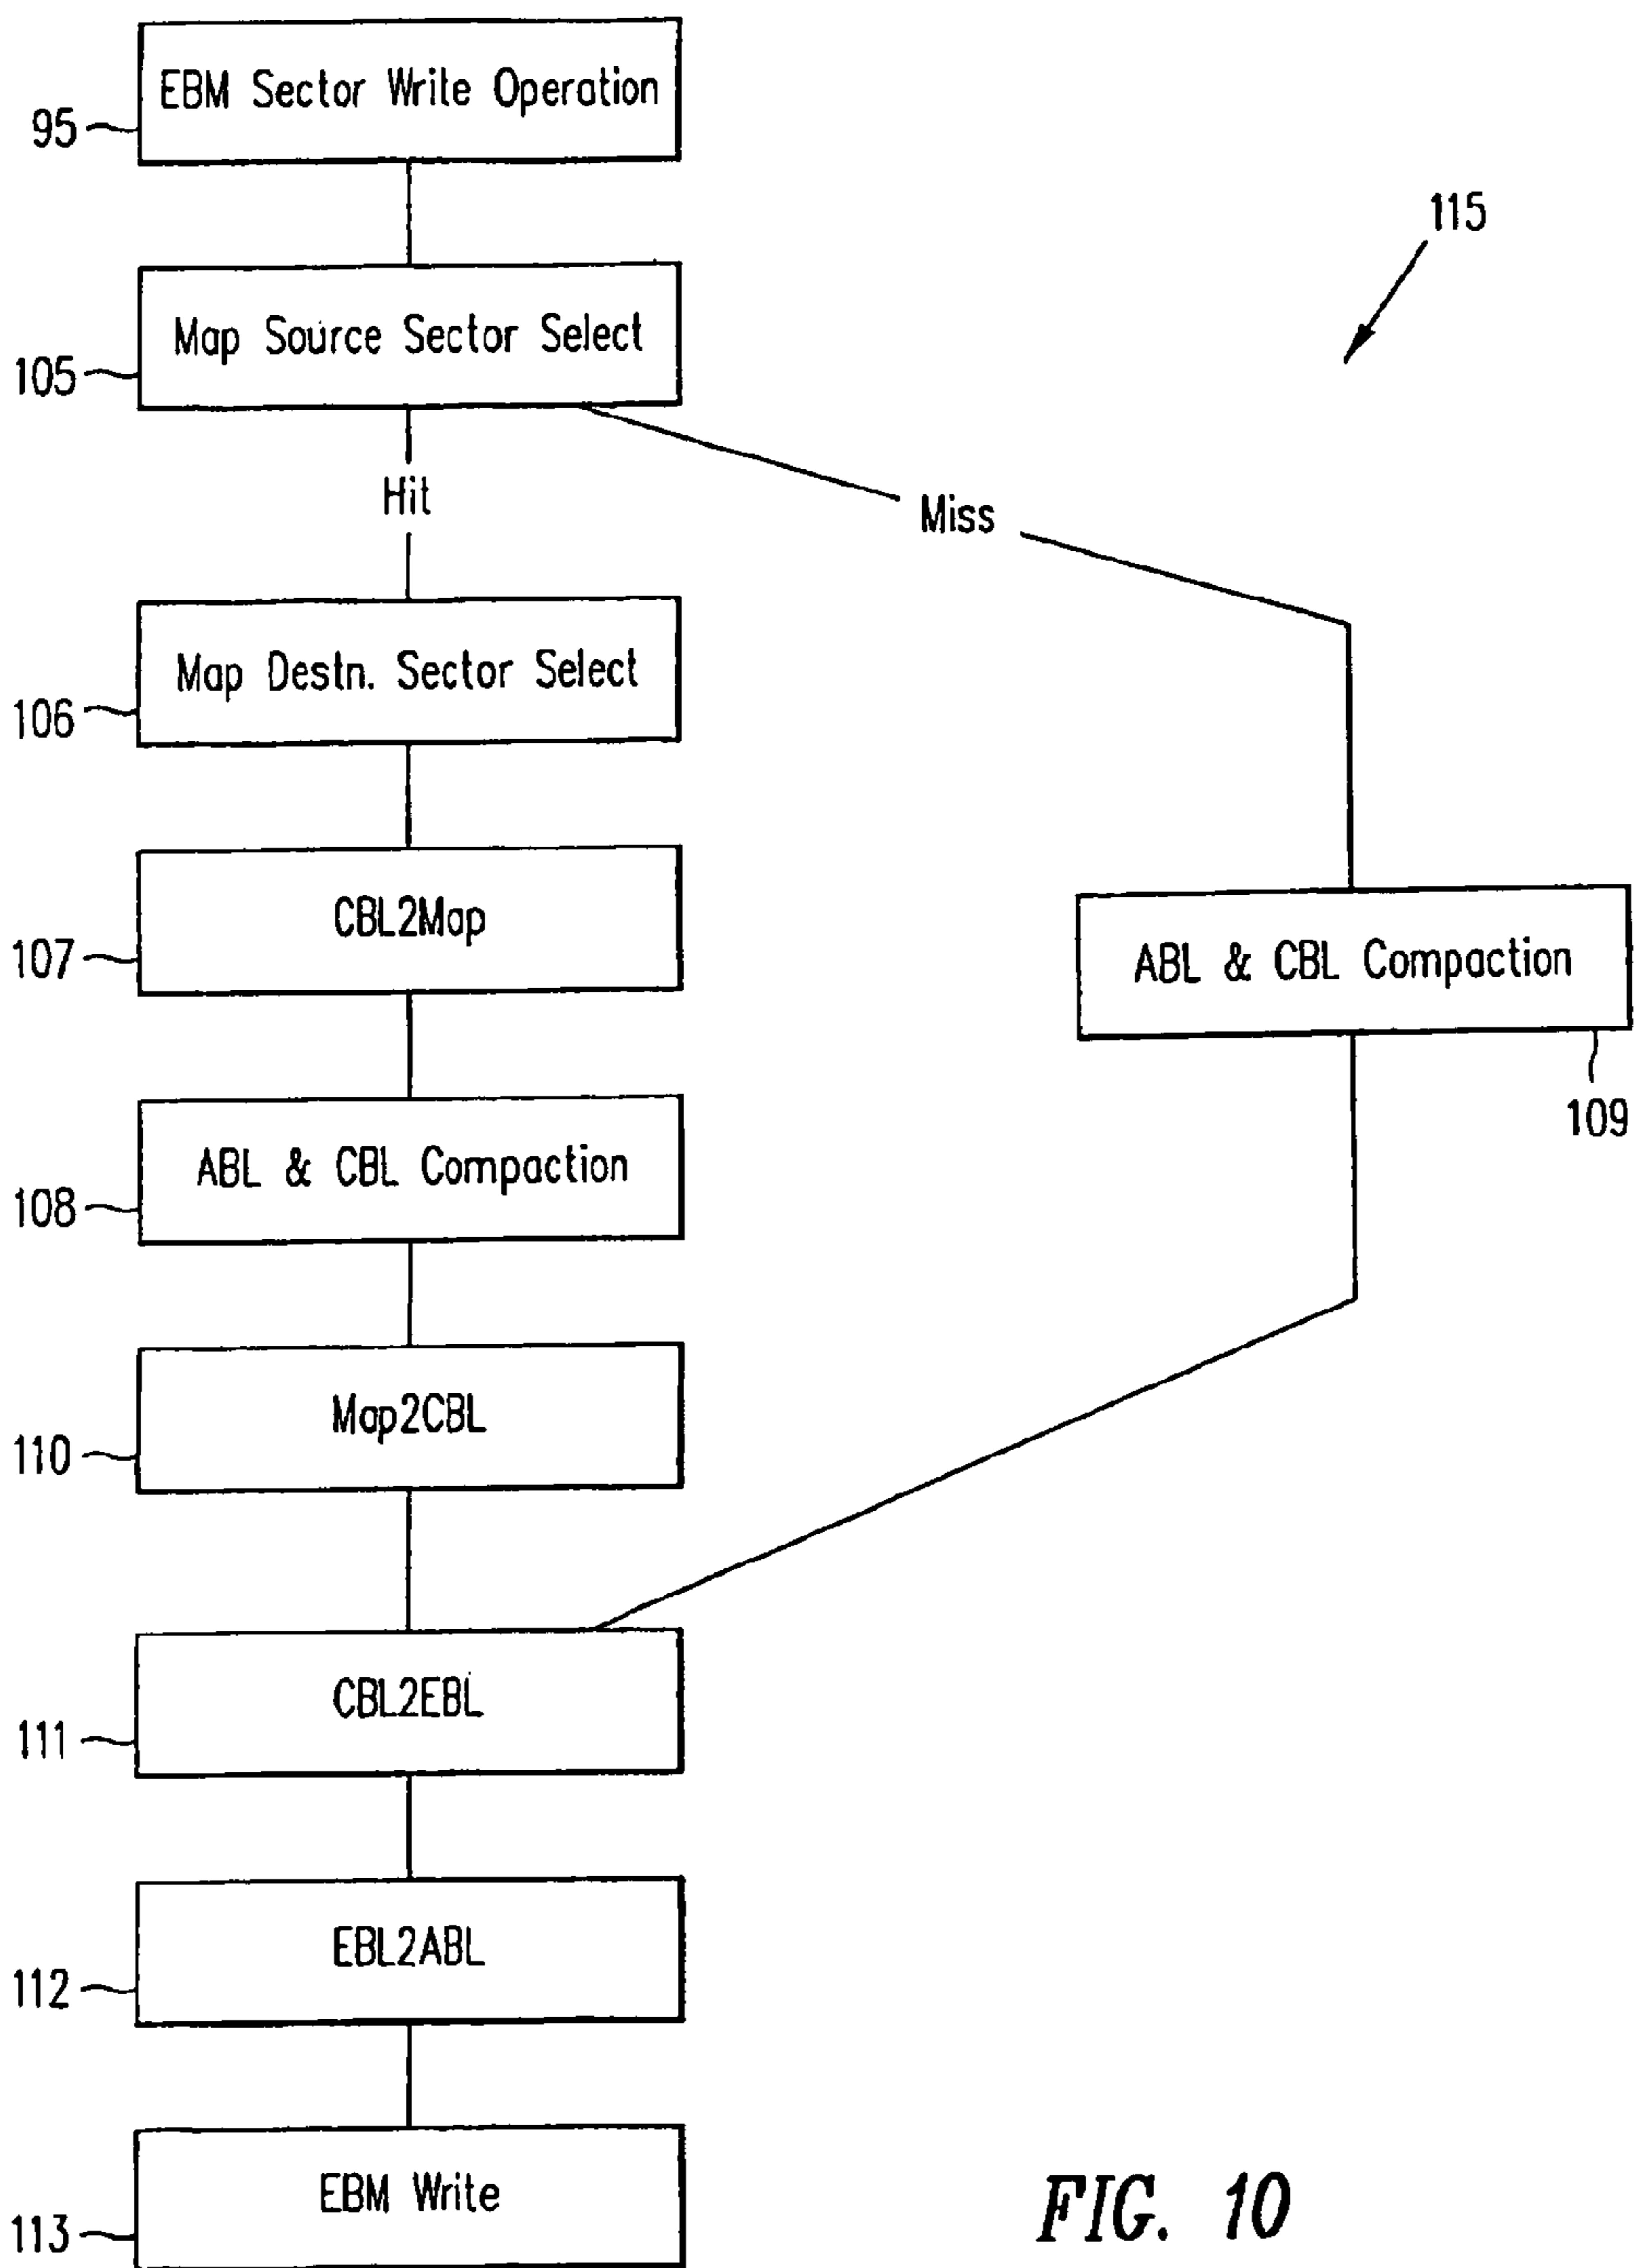 EBM Sector Write Operation
95
115
Map Source Sector Select
105
Hit
Miss
Map Destn. Sector Select
106
CBL2Map
107
ABL & CBL Compaction
109
ABL & CBL Compaction
108
Map2CBL
110
CBL2EBL
111
EBL2ABL
112
EBM Write
113
FIG. 10